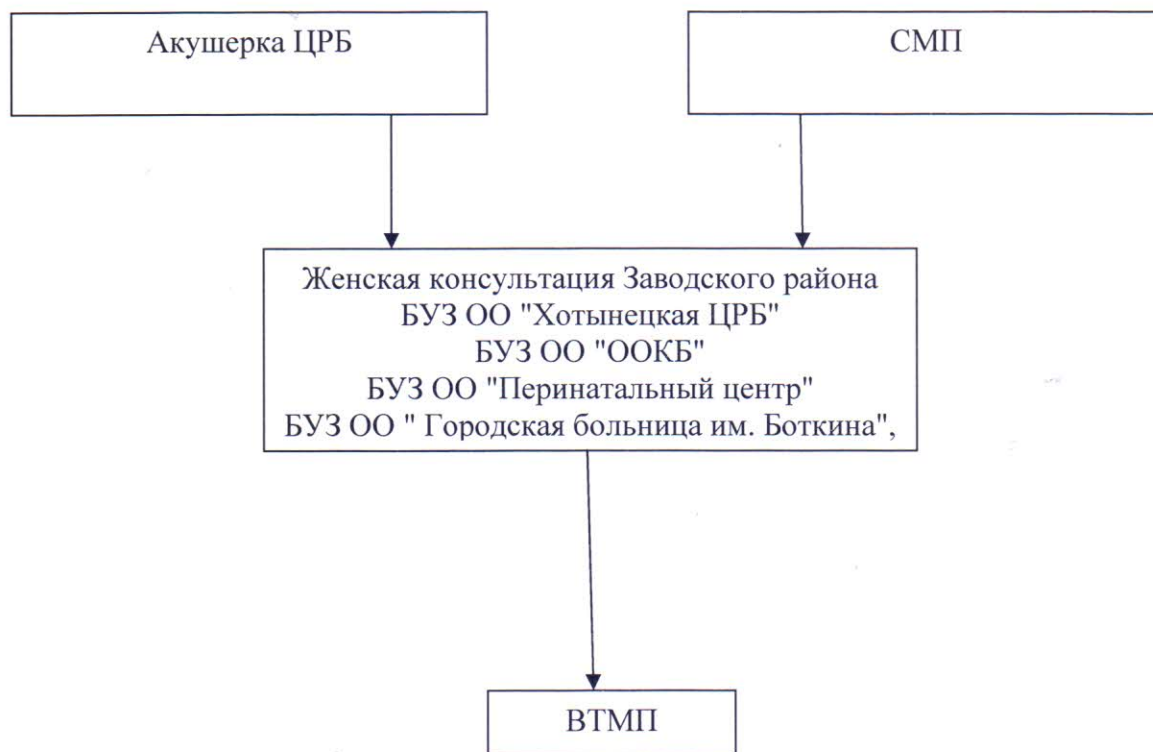 Акушерка ЦРБ
СМП
Женская консультация Заводского района
БУЗ ОО "Хотынецкая ЦРБ"
БУЗ ОО "ООКБ"
БУЗ ОО "Перинатальный центр"
БУЗ ОО " Городская больница им. Боткина",
ВТМП